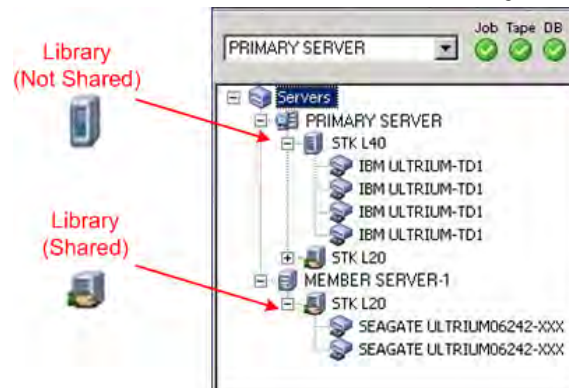 Library
(Not Shared)
Library
(Shared)
PRIMARY SERVER
Job Tape DB
Servers
PRIMARY SERVER
STK L40
IBM ULTRIUM-TD1
IBM ULTRIUM-TD1
IBM ULTRIUM-TD1
IBM ULTRIUM-TD1
STK L20
MEMBER SERVER-1
STK L20
SEAGATE ULTRIUM06242-XXX
SEAGATE ULTRIUM06242-XXX